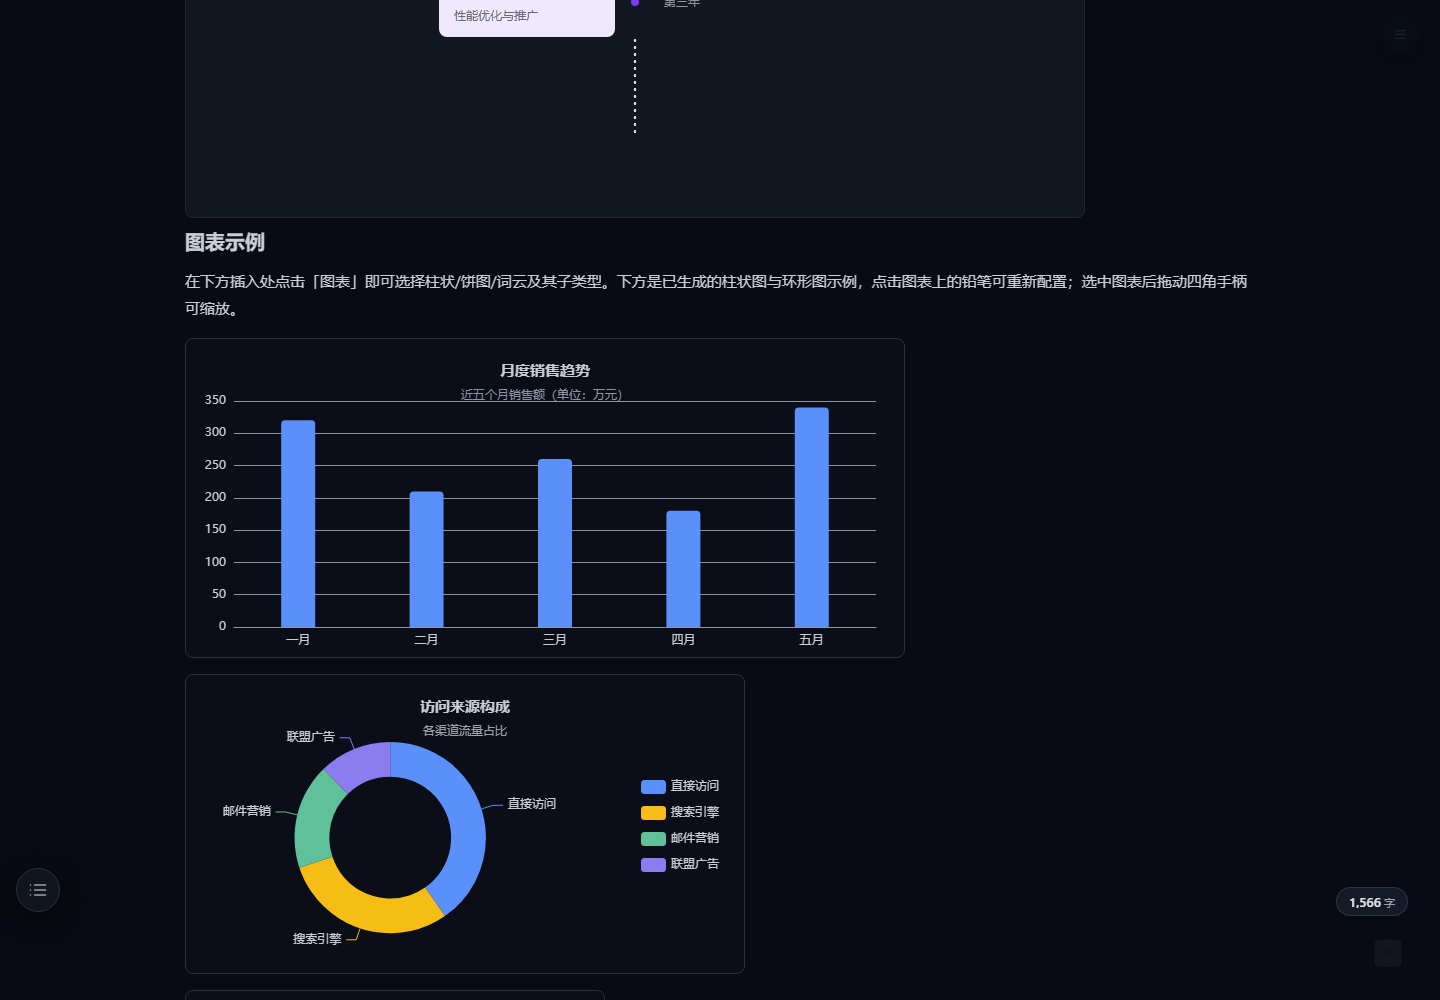 性能优化与推广
第三年
图表示例
在下方插入处点击「图表」即可选择柱状/饼图/词云及其子类型。下方是已生成的柱状图与环形图示例，点击图表上的铅笔可重新配置；选中图表后拖动四角手柄
可缩放。
月度销售趋势
近五个月销售额（单位：万元）
350
300
250
200
150
100
50
0
一月
二月
三月
四月
五月
访问来源构成
各渠道流量占比
联盟广告
邮件营销
直接访问
搜索引擎
直接访问
搜索引擎
邮件营销
联盟广告
1,566 字